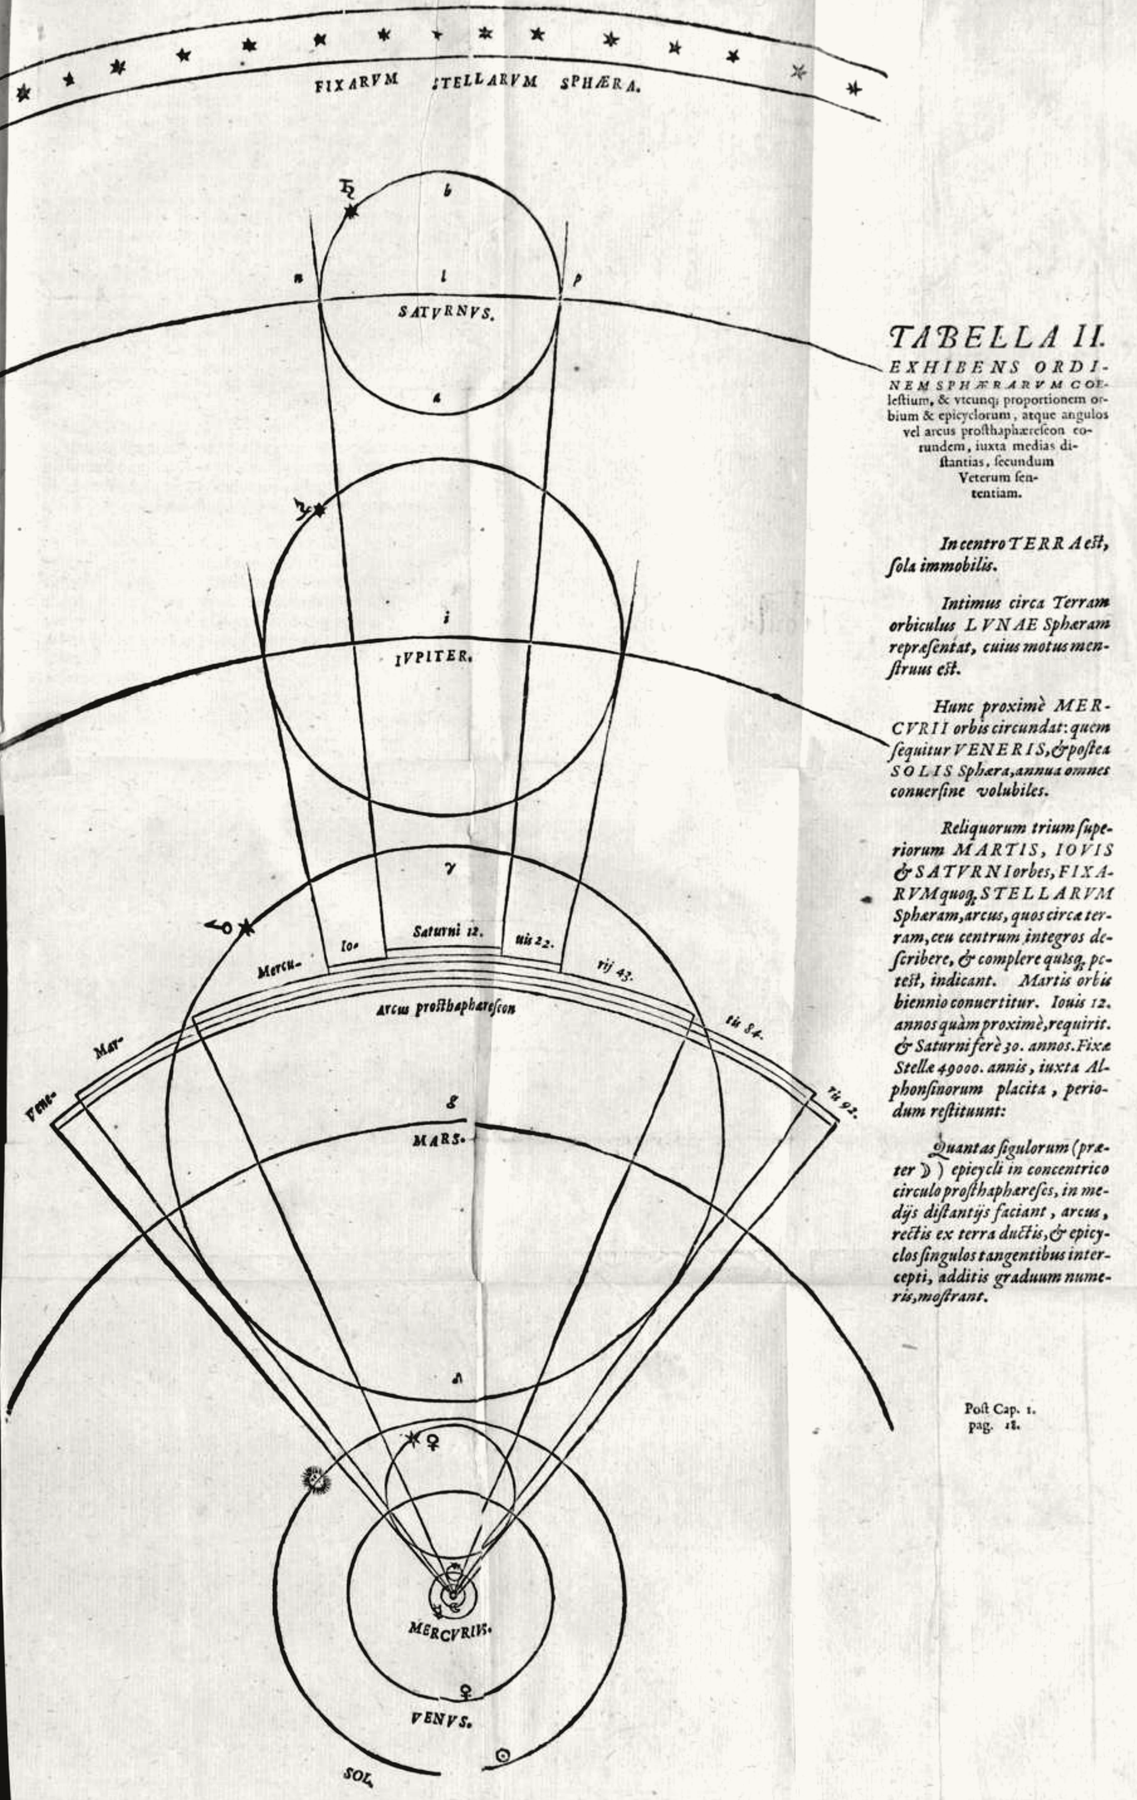 FIXARVM STELLARVM SPHÆRA.
♄
b
n
l
p
SATVRNVS.
a
♃
i
IVPITER.
γ
♂
Saturni 12.
Io-
uis 22.
Mercu-
rij 43.
Arcus prosthaphæreſeon
Mar-
tis 84.
Vene-
ris 92.
g
MARS.
♀
MERCVRIVS.
♀
VENVS.
☉
SOL
TABELLA II.
EXHIBENS ORDI-
NEM SPHÆRARVM COE-
leſtium, & vtcunq; proportionem or-
bium & epicyclorum, atque angulos
vel arcus proſthaphæreſeon eo-
rundem, iuxta medias di-
ſtantias, ſecundum
Veterum ſen-
tentiam.
In centro TERRA eſt,
ſola immobilis.
Intimus circa Terram
orbiculus LVNAE Sphæram
repræſentat, cuius motus men-
ſtruus eſt.
Hunc proximè MER-
CVRII orbis circundat: quem
ſequitur VENERIS, & poſtea
SOLIS Sphæra, annua omnes
conuerſine volubiles.
Reliquorum trium ſupe-
riorum MARTIS, IOVIS
& SATVRNI orbes, FIXA-
RVM quoq; STELLARVM
Sphæram, arcus, quos circa ter-
ram, ceu centrum integros de-
ſcribere, & complere quisq; po-
teſt, indicant. Martis orbis
biennio conuertitur. Iouis 12.
annos quàm proximè, requirit.
& Saturni ferè 30. annos. Fixæ
Stellæ 49000. annis, iuxta Al-
phonſinorum placita, perio-
dum reſtituunt:
Quantas ſigulorum (præ-
ter ☽) epicycli in concentrico
circulo proſthaphæreſes, in me-
dijs diſtantijs faciant, arcus,
rectis ex terra ductis, & epicy-
clos ſingulos tangentibus inter-
cepti, additis graduum nume-
ris, moſtrant.
Poſt Cap. 1.
pag. 18.